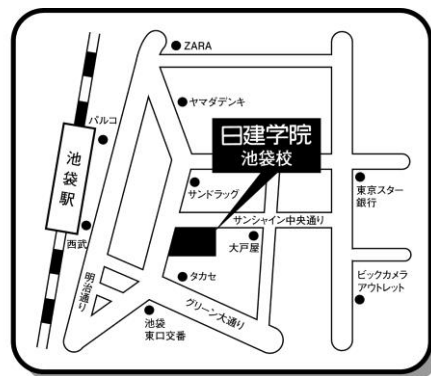 ZARA
ヤマダデンキ
パルコ
日建学院
池袋校
池袋駅
サンドラッグ
東京スター
銀行
サンシャイン中央通り
西武
大戸屋
明治通り
タカセ
ビックカメラ
アウトレット
グリーン大通り
池袋
東口交番